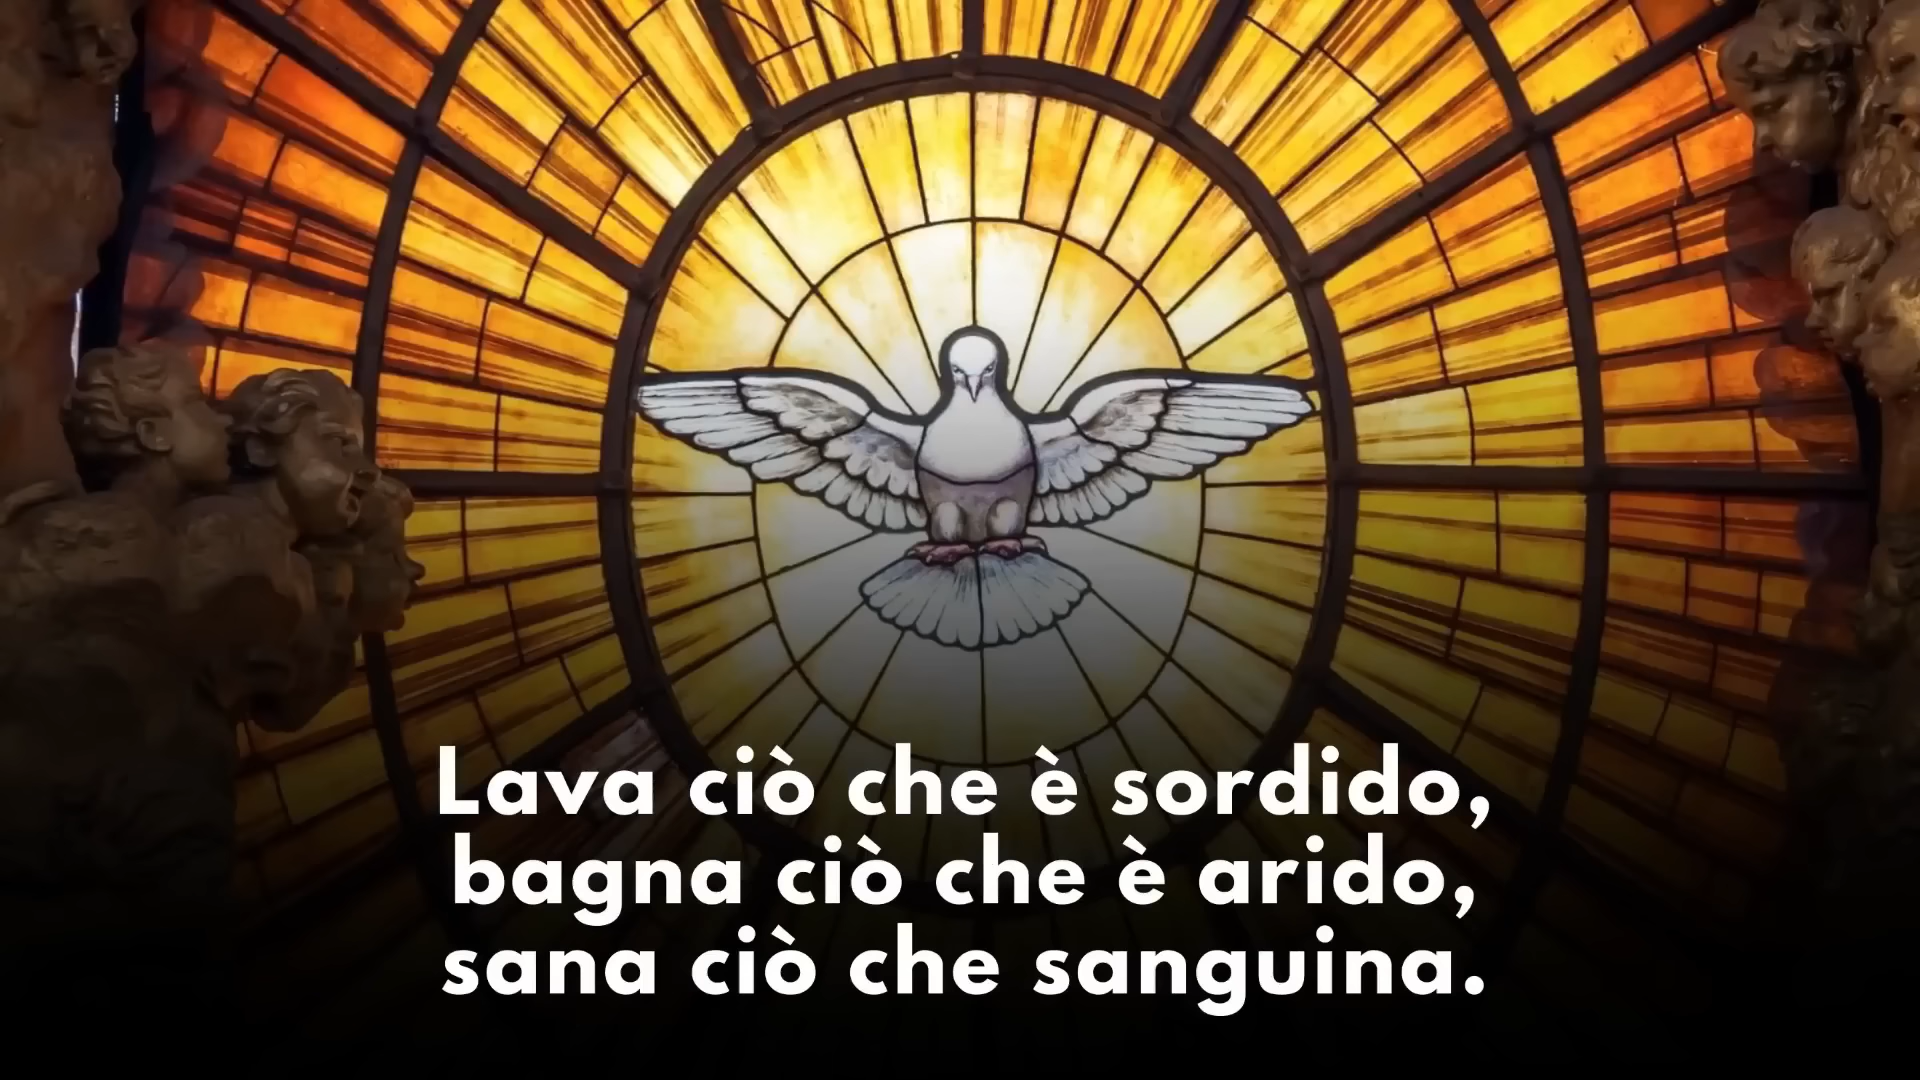 Lava ciò che è sordido,
bagna ciò che è arido,
sana ciò che sanguina.